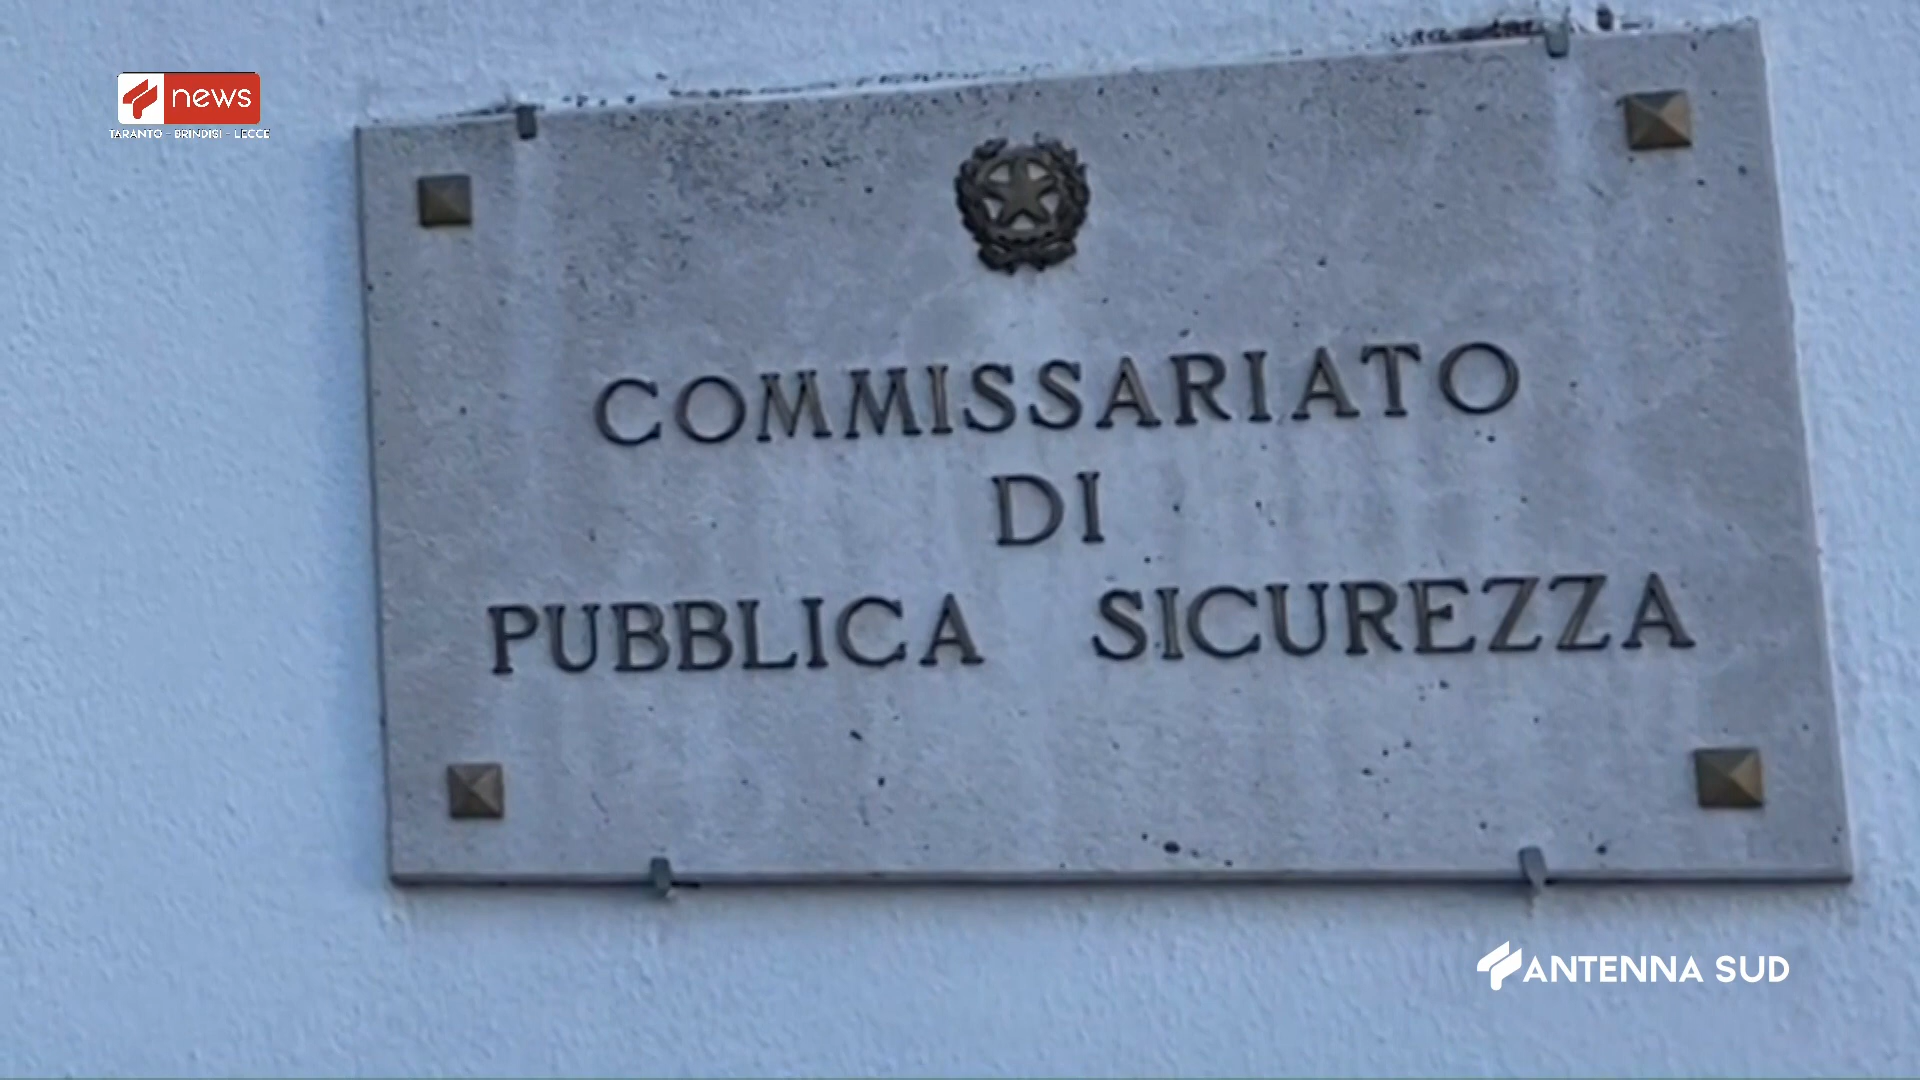 news
TARANTO - BRINDISI - LECCE
COMMISSARIATO
DI
PUBBLICA SICUREZZA
ANTENNA SUD